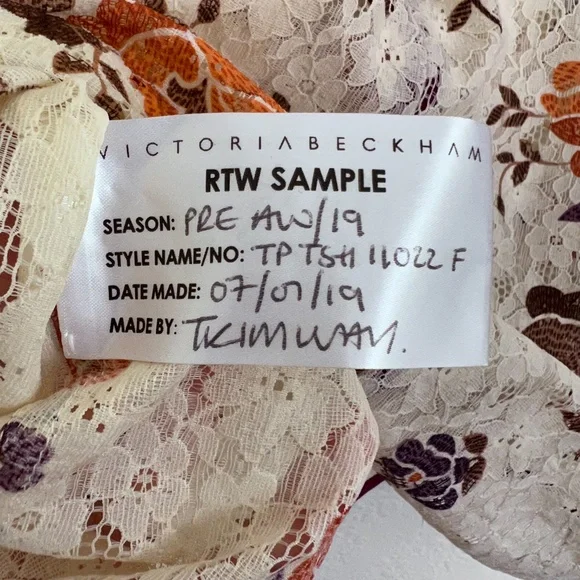 VICTORIABECKHAM
RTW SAMPLE
SEASON: PRE AW/19
STYLE NAME/NO: TP TSH 11022 F
DATE MADE: 07/01/19
MADE BY: TKIMWAY.